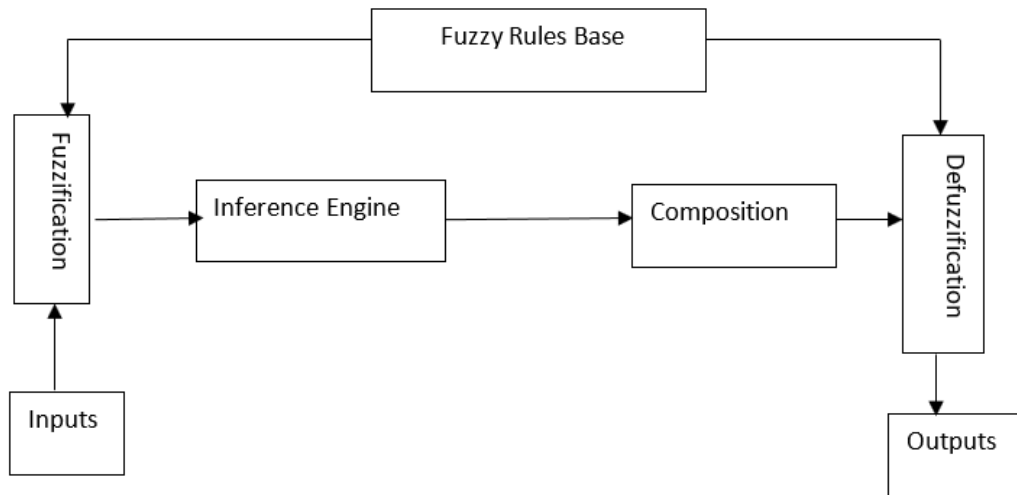 Fuzzy Rules Base
Fuzzification
Inference Engine
Composition
Defuzzification
Inputs
Outputs